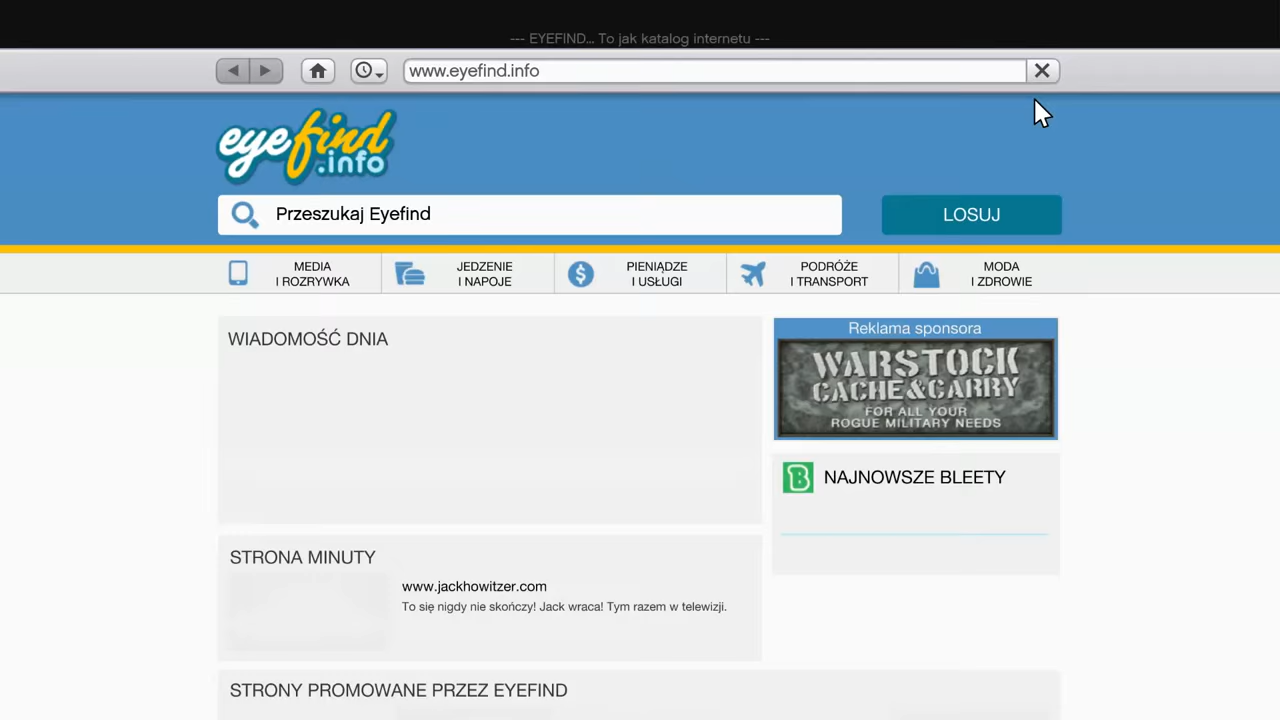 --- EYEFIND... To jak katalog internetu ---
www.eyefind.info
eyefind
.info
Przeszukaj Eyefind
LOSUJ
MEDIA
I ROZRYWKA
JEDZENIE
I NAPOJE
PIENIĄDZE
I USŁUGI
PODRÓŻE
I TRANSPORT
MODA
I ZDROWIE
WIADOMOŚĆ DNIA
Reklama sponsora
WARSTOCK
CACHE&CARRY
FOR ALL YOUR
ROGUE MILITARY NEEDS
B NAJNOWSZE BLEETY
STRONA MINUTY
www.jackhowitzer.com
To się nigdy nie skończy! Jack wraca! Tym razem w telewizji.
STRONY PROMOWANE PRZEZ EYEFIND